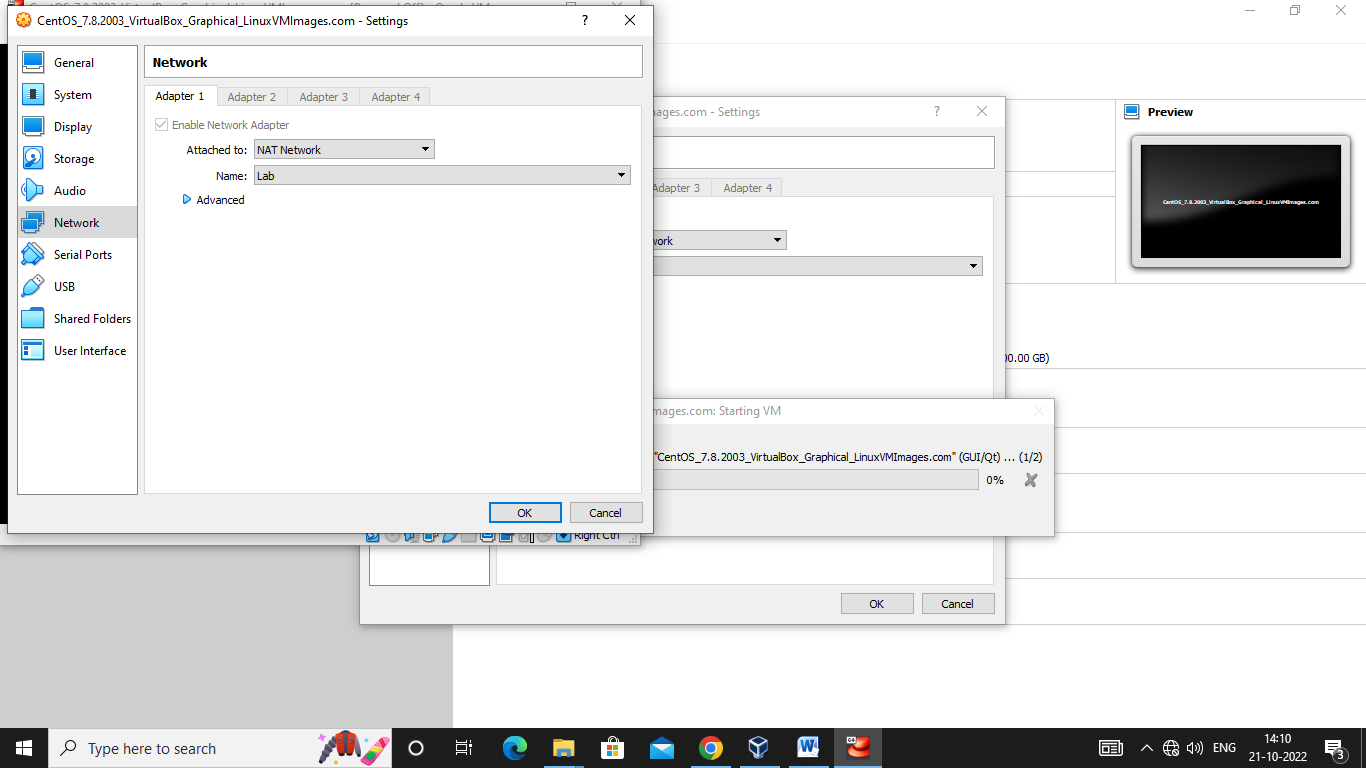 CentOS_7.8.2003_VirtualBox_Graphical_LinuxVMImages.com - Settings
?
General
System
Display
Storage
Audio
Network
Serial Ports
USB
Shared Folders
User Interface
Network
Adapter 1
Adapter 2
Adapter 3
Adapter 4
Enable Network Adapter
Attached to:
NAT Network
Name:
Lab
Advanced
OK
Cancel
mages.com - Settings
?
Adapter 3
Adapter 4
work
mages.com: Starting VM
"CentOS_7.8.2003_VirtualBox_Graphical_LinuxVMImages.com" (GUI/Qt) ... (1/2)
0%
Right Ctrl
OK
Cancel
Preview
CentOS_7.8.2003_VirtualBox_Graphical_LinuxVMImages.com
00.00 GB)
Type here to search
ENG
14:10
21-10-2022
3